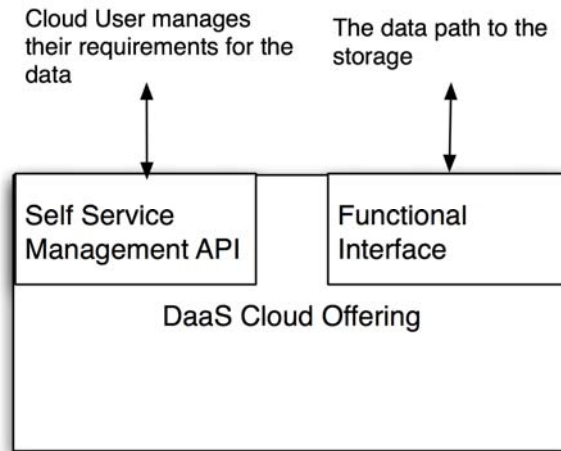 Cloud User manages
their requirements for the
data
The data path to the
storage
Self Service
Management API
Functional
Interface
DaaS Cloud Offering